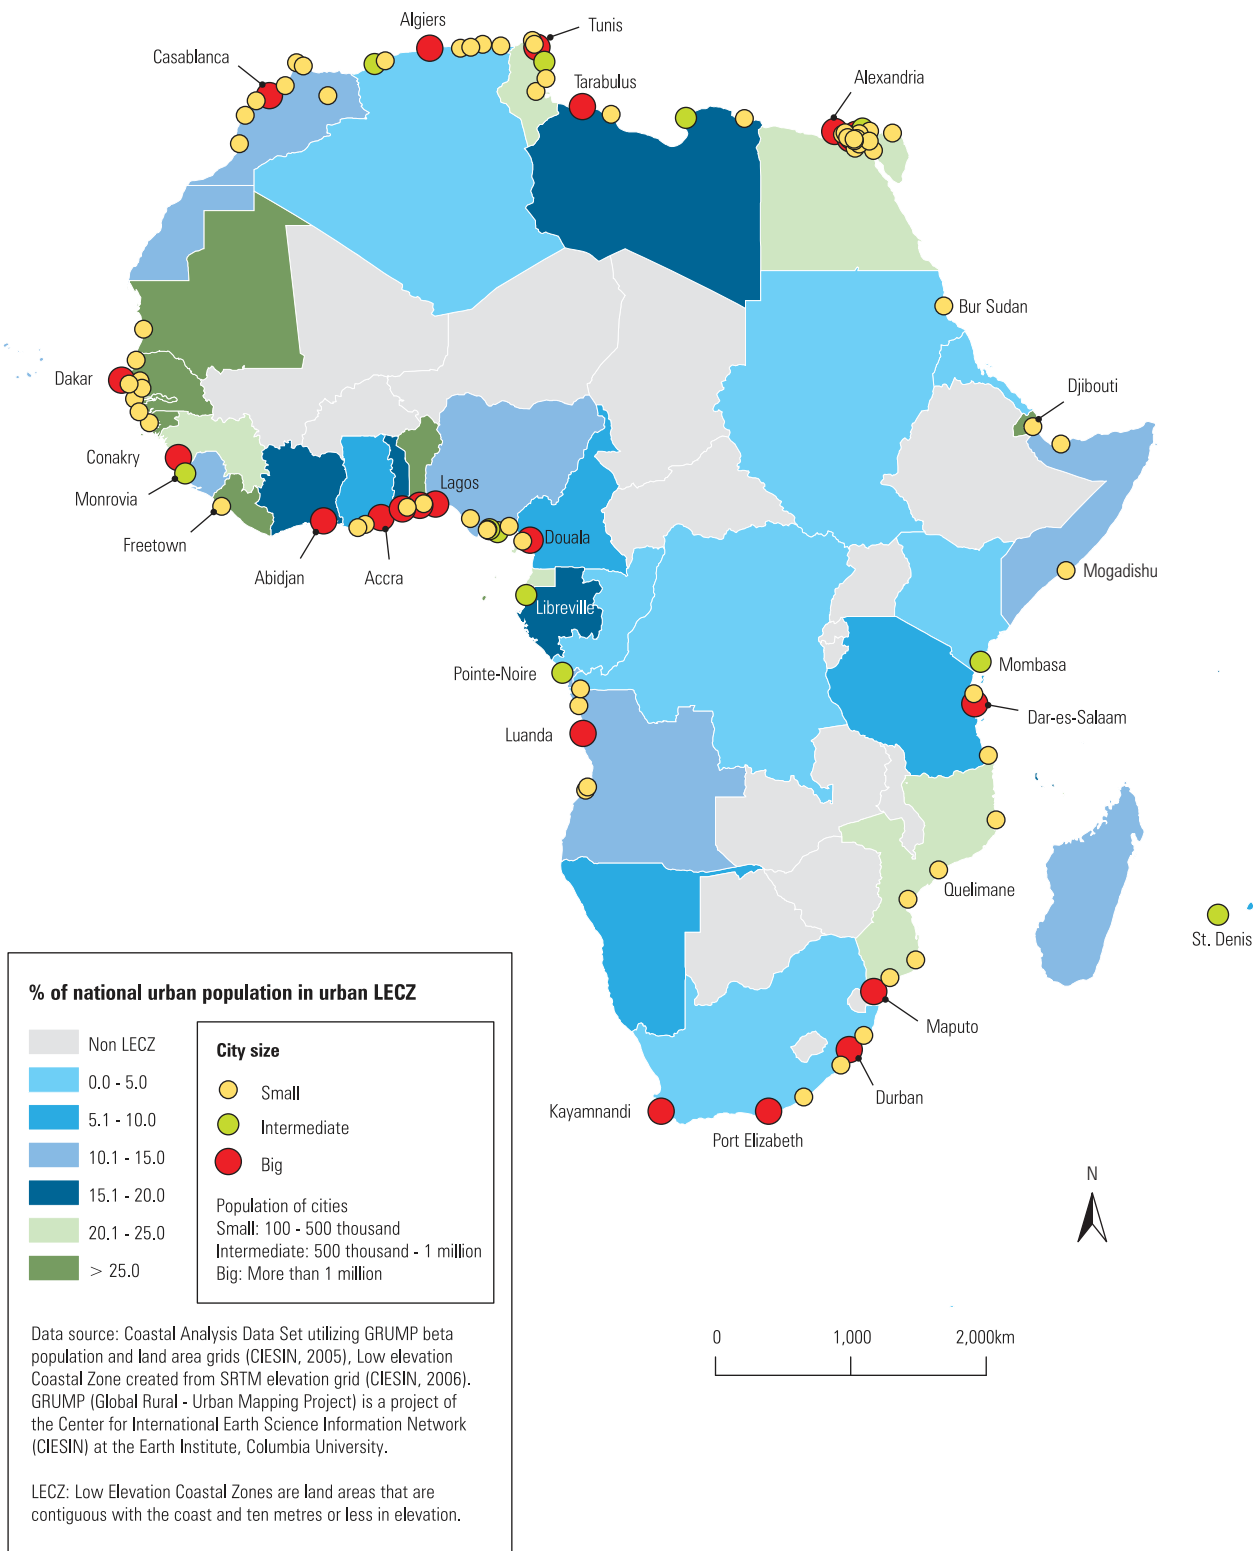 Algiers
Tunis
Casablanca
Tarabulus
Alexandria
Bur Sudan
Dakar
Djibouti
Conakry
Lagos
Monrovia
Freetown
Douala
Abidjan
Accra
Mogadishu
Libreville
Mombasa
Pointe-Noire
Dar-es-Salaam
Luanda
Quelimane
St. Denis
Maputo
Durban
Kayamnandi
Port Elizabeth
% of national urban population in urban LECZ
Non LECZ
0.0 - 5.0
5.1 - 10.0
10.1 - 15.0
15.1 - 20.0
20.1 - 25.0
> 25.0
City size
Small
Intermediate
Big
Population of cities
Small: 100 - 500 thousand
Intermediate: 500 thousand - 1 million
Big: More than 1 million
Data source: Coastal Analysis Data Set utilizing GRUMP beta
population and land area grids (CIESIN, 2005), Low elevation
Coastal Zone created from SRTM elevation grid (CIESIN, 2006).
GRUMP (Global Rural - Urban Mapping Project) is a project of
the Center for International Earth Science Information Network
(CIESIN) at the Earth Institute, Columbia University.
LECZ: Low Elevation Coastal Zones are land areas that are
contiguous with the coast and ten metres or less in elevation.
N
0 1,000 2,000km